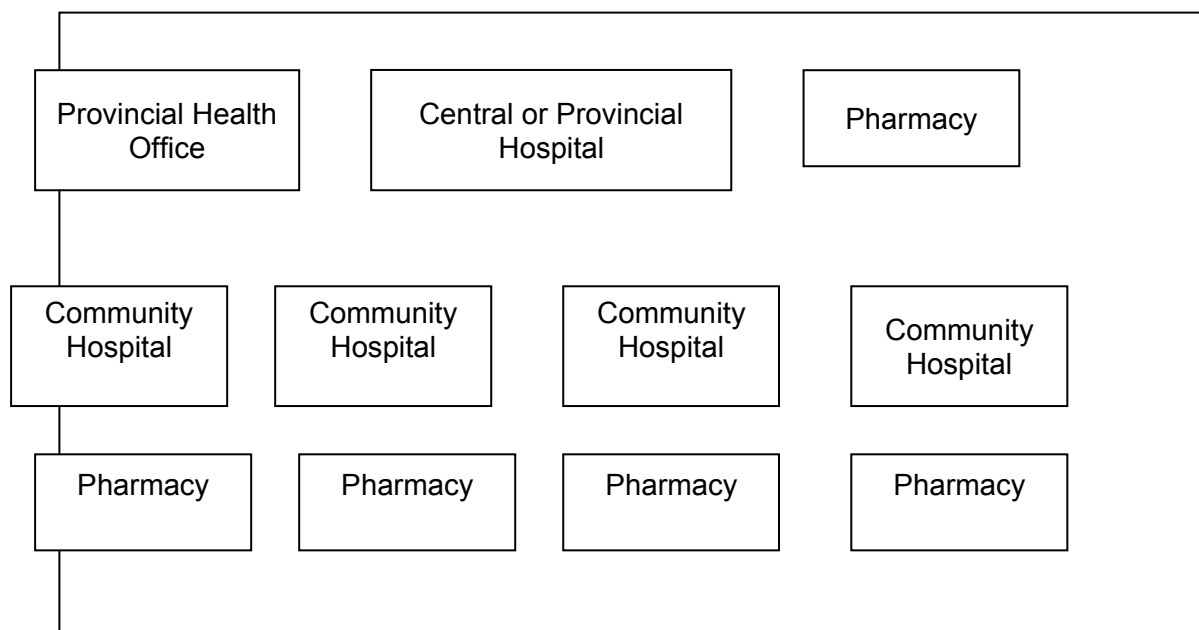 Provincial Health
Office
Central or Provincial
Hospital
Pharmacy
Community
Hospital
Community
Hospital
Community
Hospital
Community
Hospital
Pharmacy
Pharmacy
Pharmacy
Pharmacy